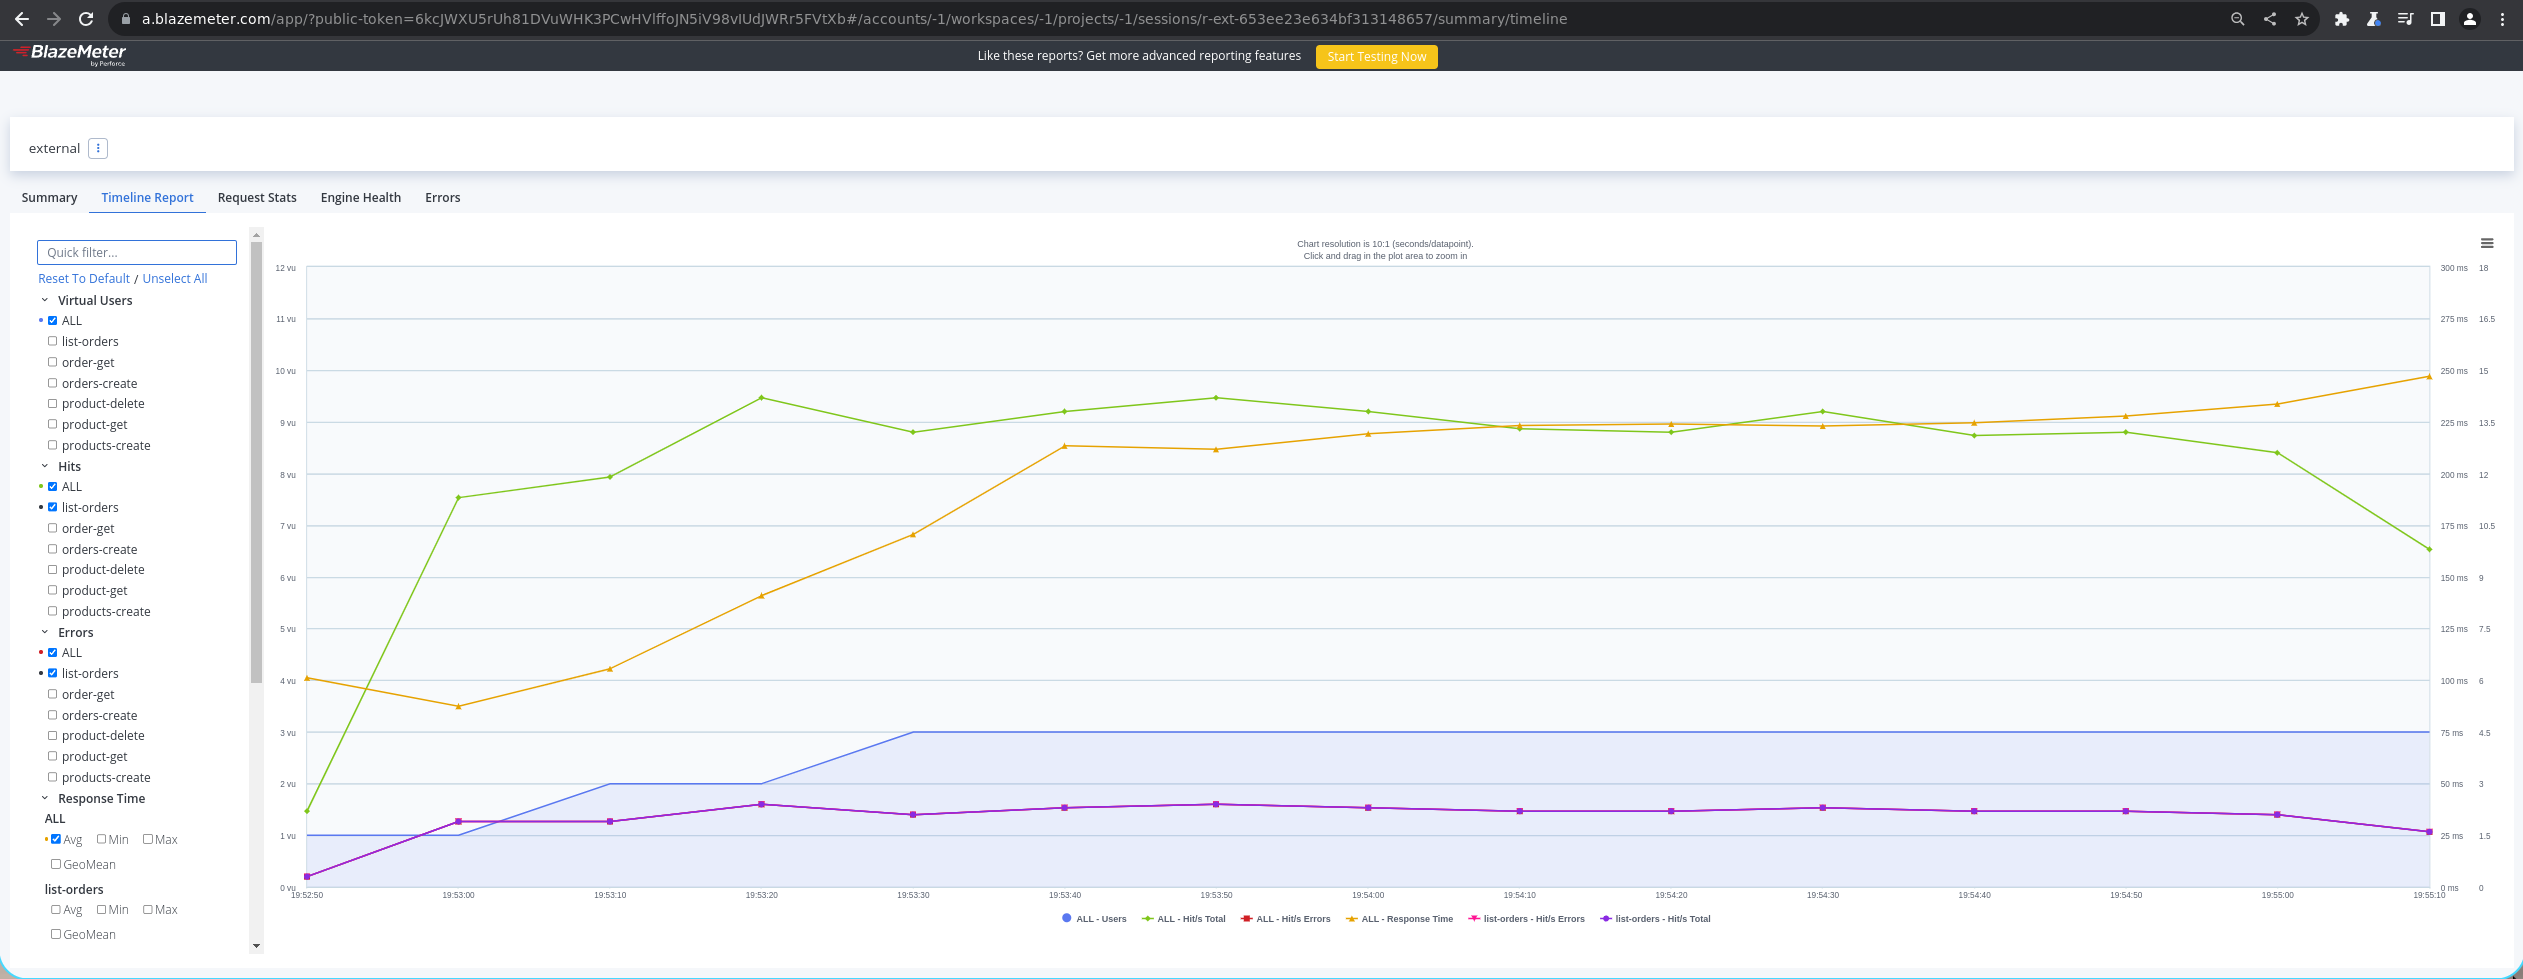 a.blazemeter.com/app/?public-token=6kcJWXU5rUh81DVuWHK3PCwHVlffoJN5iV98vIUdJWRr5FVtXb#/accounts/-1/workspaces/-1/projects/-1/sessions/r-ext-653ee23e634bf313148657/summary/timeline
BlazeMeter
by Perforce
Like these reports? Get more advanced reporting features
Start Testing Now
external
Summary
Timeline Report
Request Stats
Engine Health
Errors
Quick filter...
Reset To Default / Unselect All
Virtual Users
ALL
list-orders
order-get
orders-create
product-delete
product-get
products-create
Hits
ALL
list-orders
order-get
orders-create
product-delete
product-get
products-create
Errors
ALL
list-orders
order-get
orders-create
product-delete
product-get
products-create
Response Time
ALL
Avg Min Max
GeoMean
list-orders
Avg Min Max
GeoMean
Chart resolution is 10:1 (seconds/datapoint).
Click and drag in the plot area to zoom in
12 vu 300 ms 18
11 vu 275 ms 16.5
10 vu 250 ms 15
9 vu 225 ms 13.5
8 vu 200 ms 12
7 vu 175 ms 10.5
6 vu 150 ms 9
5 vu 125 ms 7.5
4 vu 100 ms 6
3 vu 75 ms 4.5
2 vu 50 ms 3
1 vu 25 ms 1.5
0 vu 0 ms 0
19:52:50 19:53:00 19:53:10 19:53:20 19:53:30 19:53:40 19:53:50 19:54:00 19:54:10 19:54:20 19:54:30 19:54:40 19:54:50 19:55:00 19:55:10
ALL - Users ALL - Hit/s Total ALL - Hit/s Errors ALL - Response Time list-orders - Hit/s Errors list-orders - Hit/s Total